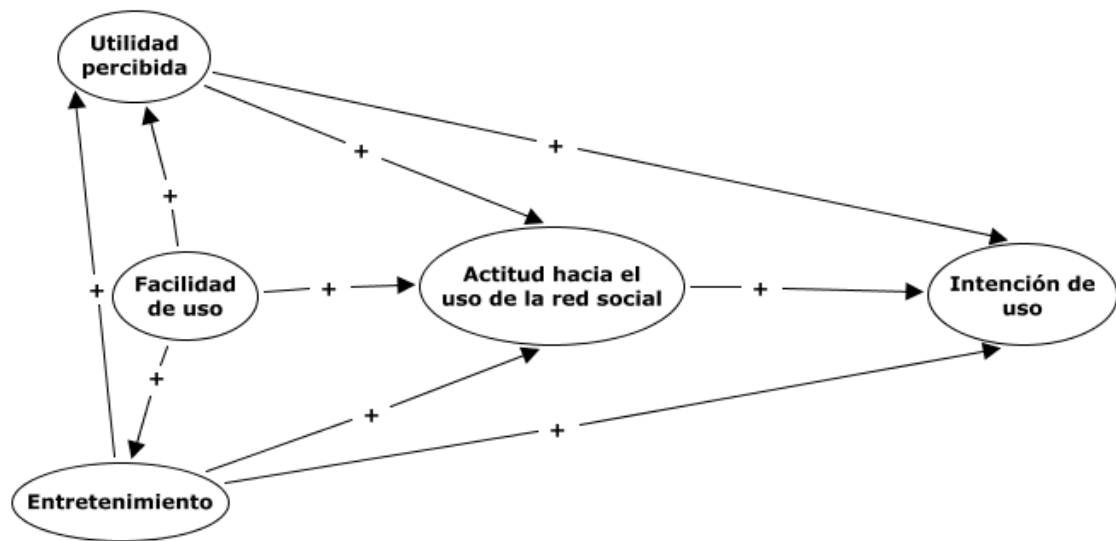 Utilidad
percibida
+
+
+
Facilidad
de uso
+
Actitud hacia el
uso de la red social
+
Intención de
uso
+
+
+
+
Entretenimiento